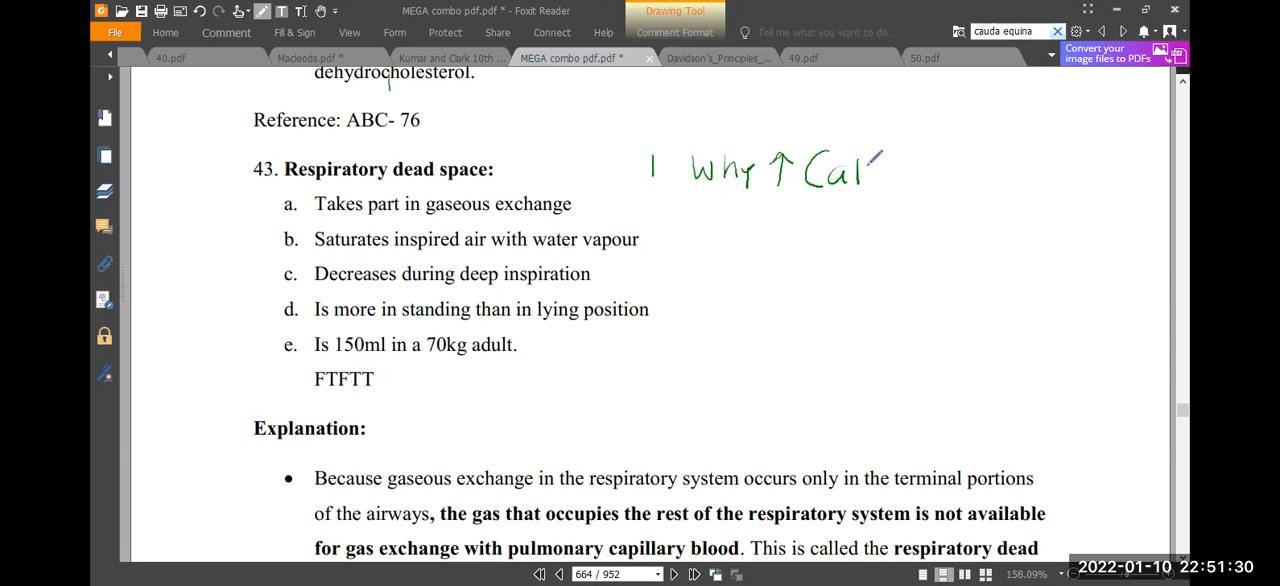 MEGA combo pdf.pdf * - Foxit Reader
Drawing Tool
File Home Comment Fill & Sign View Form Protect Share Connect Help Comment Format Tell me what you want to do.. cauda equina
40.pdf Macleods.pdf * Kumar and Clark 10th ... MEGA combo pdf.pdf * Davidson's_Principles_... 49.pdf 50.pdf
Convert your
image files to PDFs
dehydrocholesterol.
Reference: ABC- 76
43. Respiratory dead space:
1 Why ↑ Cal
a. Takes part in gaseous exchange
b. Saturates inspired air with water vapour
c. Decreases during deep inspiration
d. Is more in standing than in lying position
e. Is 150ml in a 70kg adult.
FTFTT
Explanation:
• Because gaseous exchange in the respiratory system occurs only in the terminal portions
of the airways, the gas that occupies the rest of the respiratory system is not available
for gas exchange with pulmonary capillary blood. This is called the respiratory dead
664 / 952
158.09%
2022-01-10 22:51:30